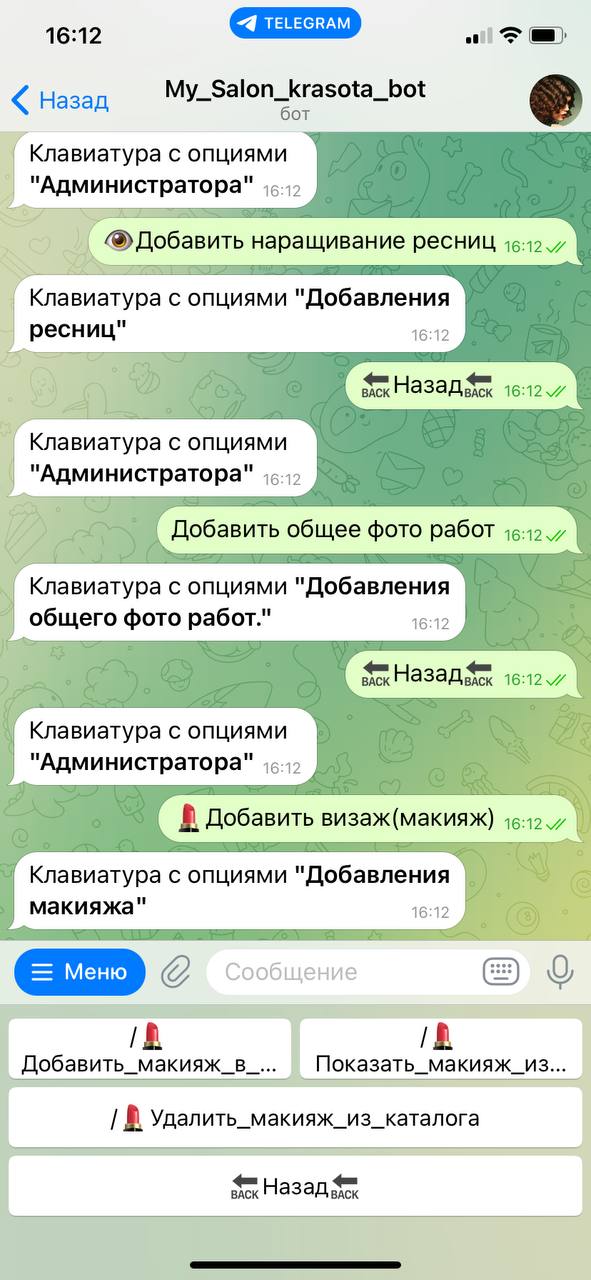 16:12
TELEGRAM
Назад
My_Salon_krasota_bot
бот
Клавиатура с опциями
"Администратора" 16:12
👁Добавить наращивание ресниц 16:12
Клавиатура с опциями "Добавления
ресниц" 16:12
🔙Назад🔙 16:12
Клавиатура с опциями
"Администратора" 16:12
Добавить общее фото работ 16:12
Клавиатура с опциями "Добавления
общего фото работ." 16:12
🔙Назад🔙 16:12
Клавиатура с опциями
"Администратора" 16:12
💄Добавить визаж(макияж) 16:12
Клавиатура с опциями "Добавления
макияжа" 16:12
Меню
Сообщение
/💄
Добавить_макияж_в_...
/💄
Показать_макияж_из...
/💄Удалить_макияж_из_каталога
🔙Назад🔙